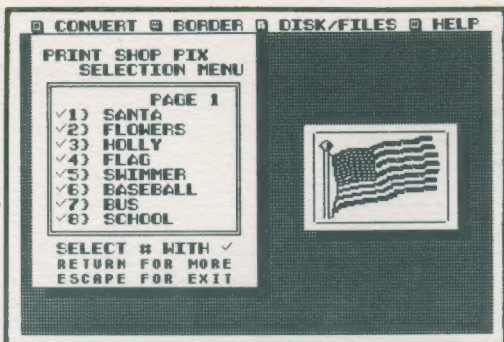 CONVERT BORDER DISK/FILES HELP
PRINT SHOP PIX
SELECTION MENU
PAGE 1
✓1) SANTA
✓2) FLOWERS
✓3) HOLLY
✓4) FLAG
✓5) SWIMMER
✓6) BASEBALL
✓7) BUS
✓8) SCHOOL
SELECT # WITH ✓
RETURN FOR MORE
ESCAPE FOR EXIT